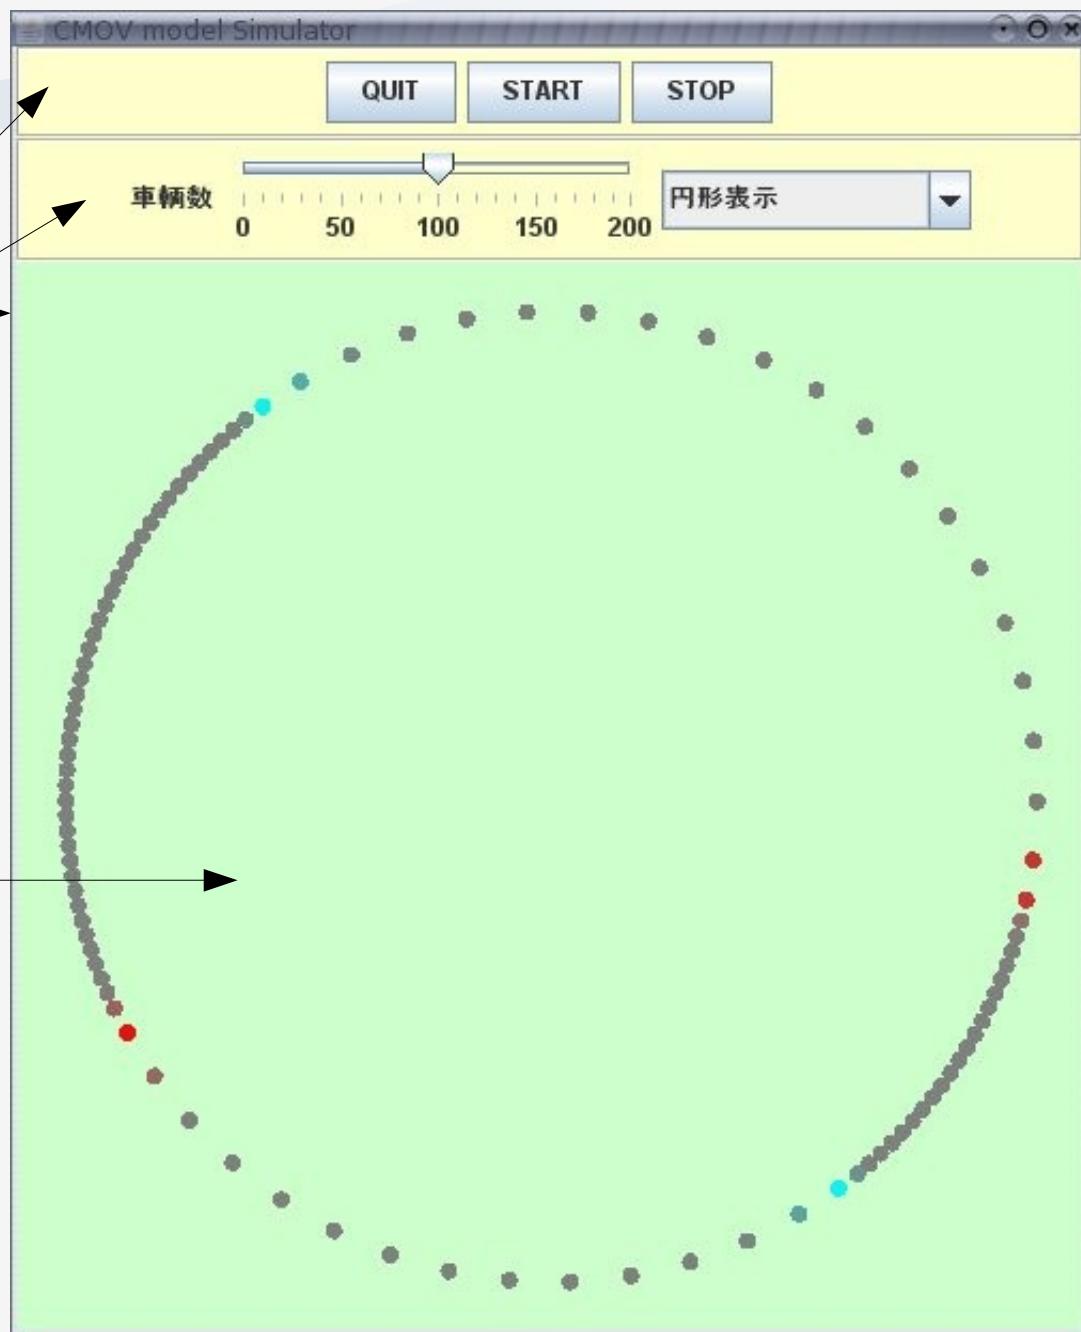 CMOV model Simulator
QUIT START STOP
車輌数
0 50 100 150 200
円形表示